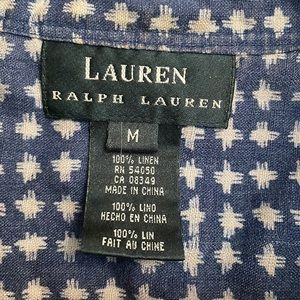 LAUREN
RALPH LAUREN
M
100% LINEN
RN 54050
CA 08349
MADE IN CHINA
100% LINO
HECHO EN CHINA
100% LIN
FAIT AU CHINE